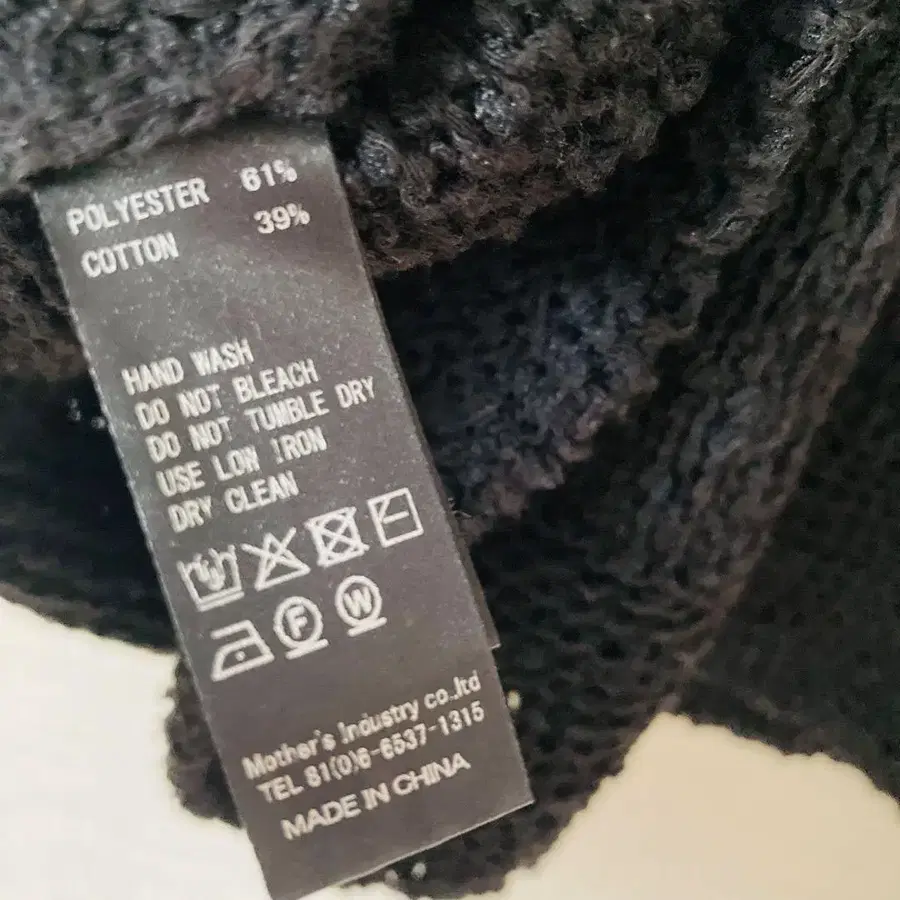 POLYESTER 61%
COTTON 39%
HAND WASH
DO NOT BLEACH
DO NOT TUMBLE DRY
USE LOW IRON
DRY CLEAN
F W
Mother's Industry co.,ltd
TEL 81(0)6-6537-1315
MADE IN CHINA